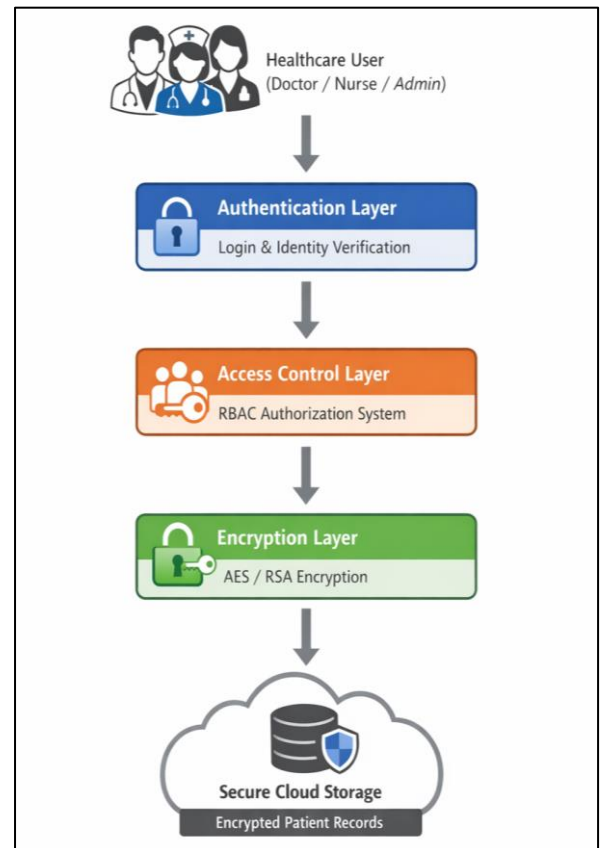 Healthcare User
(Doctor / Nurse / Admin)
Authentication Layer
Login & Identity Verification
Access Control Layer
RBAC Authorization System
Encryption Layer
AES / RSA Encryption
Secure Cloud Storage
Encrypted Patient Records